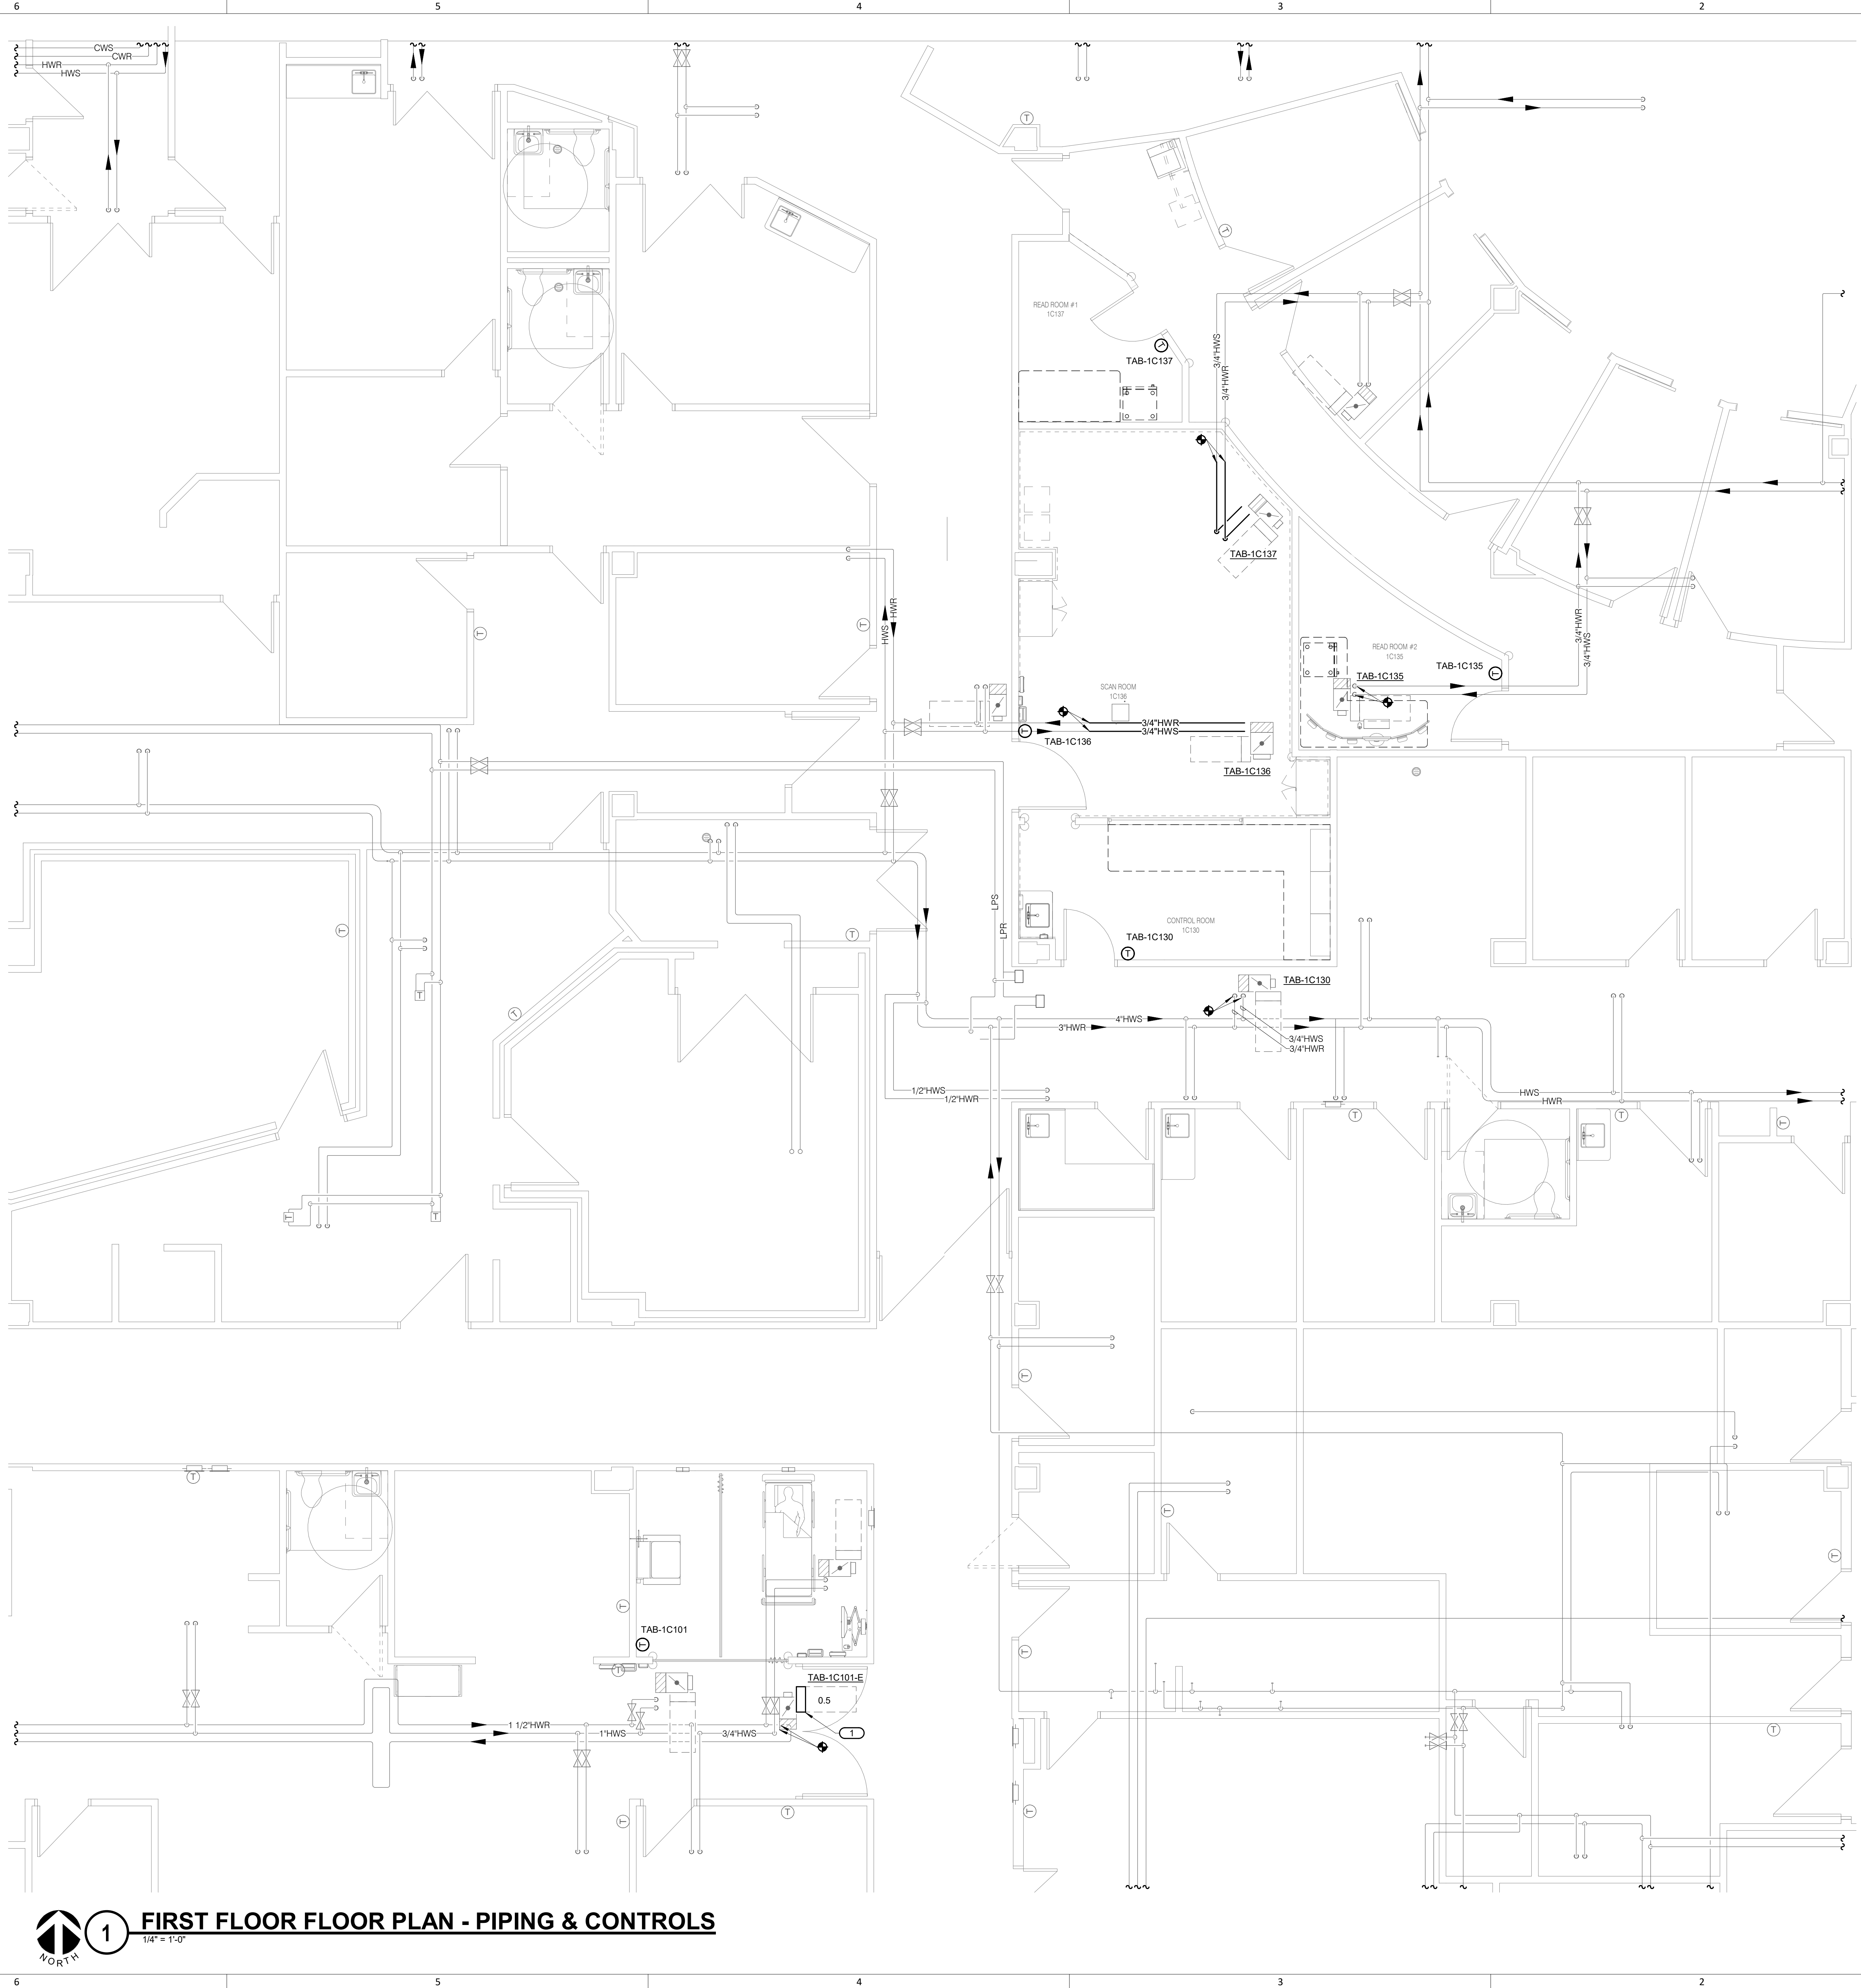 6 5 4 3 2
CWS
CWR
HWR
HWS
T
T
READ ROOM #1
1C137
T
TAB-1C137
3/4"HWS
3/4"HWR
TAB-1C137
HWS
HWR
T
T
3/4"HWR
3/4"HWS
READ ROOM #2
1C135
TAB-1C135
T
TAB-1C135
SCAN ROOM
1C136
3/4"HWR
3/4"HWS
T
TAB-1C136
TAB-1C136
LPS
LPR
CONTROL ROOM
1C130
TAB-1C130
T
T
T
T
TAB-1C130
T
4"HWS
3"HWR
3/4"HWS
3/4"HWR
1/2"HWS
1/2"HWR
HWS
HWR
T
T
T
T
T
T
T
T
T
T
T
TAB-1C101
T
T
T
TAB-1C101-E
0.5
1
1 1/2"HWR
1"HWS
3/4"HWS
T
T
T
T
1
FIRST FLOOR FLOOR PLAN - PIPING & CONTROLS
1/4" = 1'-0"
NORTH
6 5 4 3 2